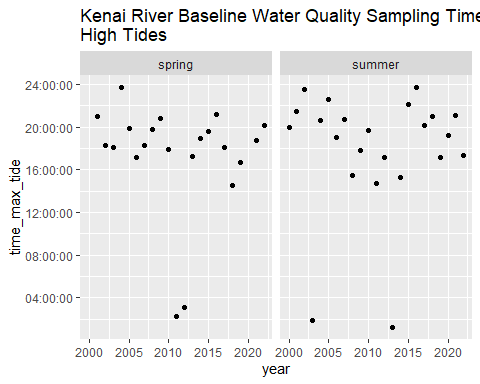 Kenai River Baseline Water Quality Sampling Time
High Tides
spring
summer
time_max_tide
24:00:00
20:00:00
16:00:00
12:00:00
08:00:00
04:00:00
2000 2005 2010 2015 2020
2000 2005 2010 2015 2020
year